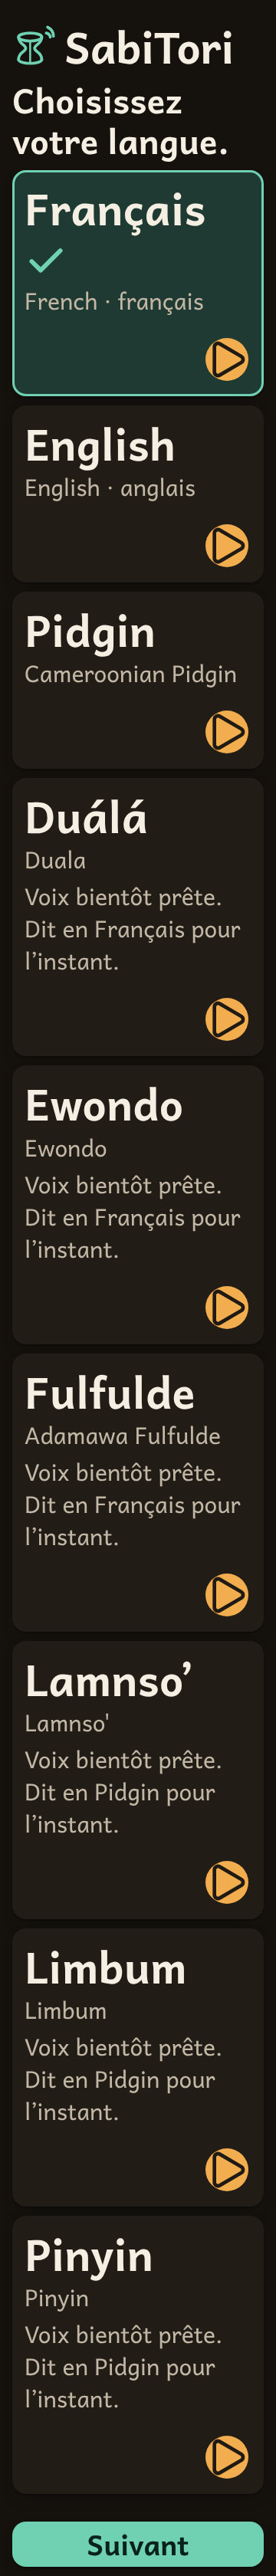 SabiTori
Choisissez
votre langue.
Français
French · français
English
English · anglais
Pidgin
Cameroonian Pidgin
Duálá
Duala
Voix bientôt prête.
Dit en Français pour
l’instant.
Ewondo
Ewondo
Voix bientôt prête.
Dit en Français pour
l’instant.
Fulfulde
Adamawa Fulfulde
Voix bientôt prête.
Dit en Français pour
l’instant.
Lamnso’
Lamnso'
Voix bientôt prête.
Dit en Pidgin pour
l’instant.
Limbum
Limbum
Voix bientôt prête.
Dit en Pidgin pour
l’instant.
Pinyin
Pinyin
Voix bientôt prête.
Dit en Pidgin pour
l’instant.
Suivant